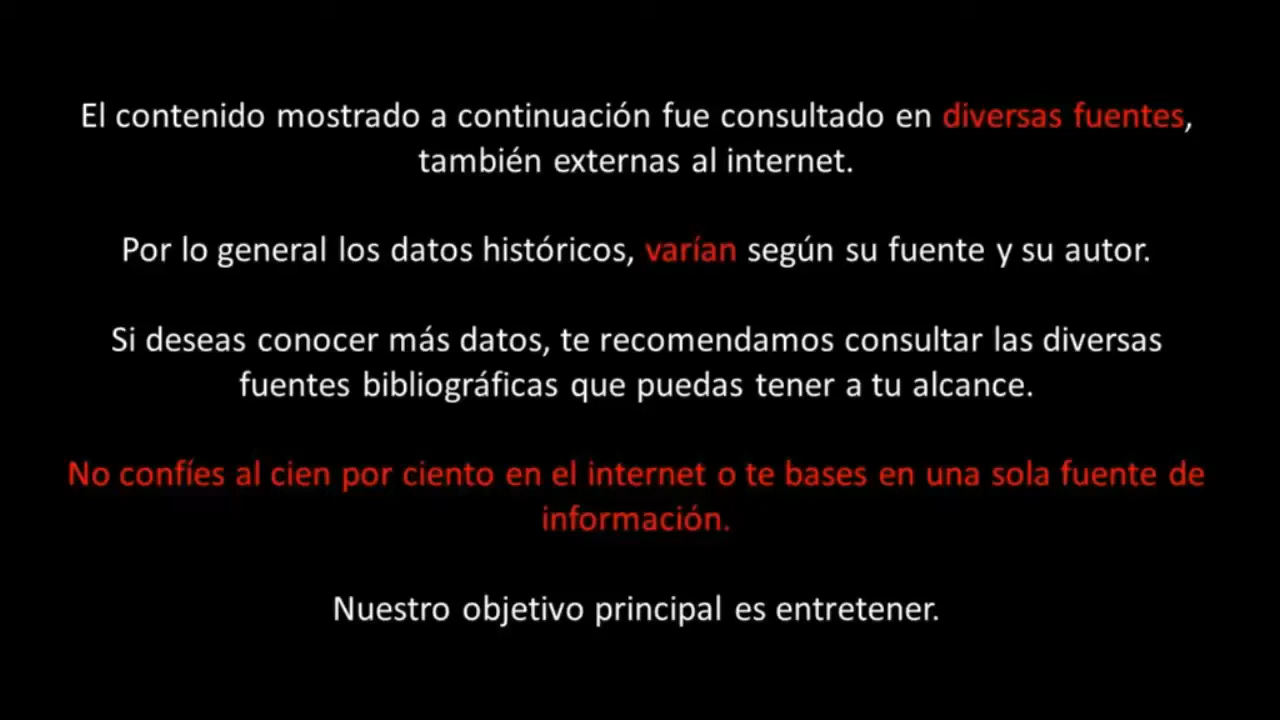 El contenido mostrado a continuación fue consultado en diversas fuentes,
también externas al internet.
Por lo general los datos históricos, varían según su fuente y su autor.
Si deseas conocer más datos, te recomendamos consultar las diversas
fuentes bibliográficas que puedas tener a tu alcance.
No confíes al cien por ciento en el internet o te bases en una sola fuente de
información.
Nuestro objetivo principal es entretener.